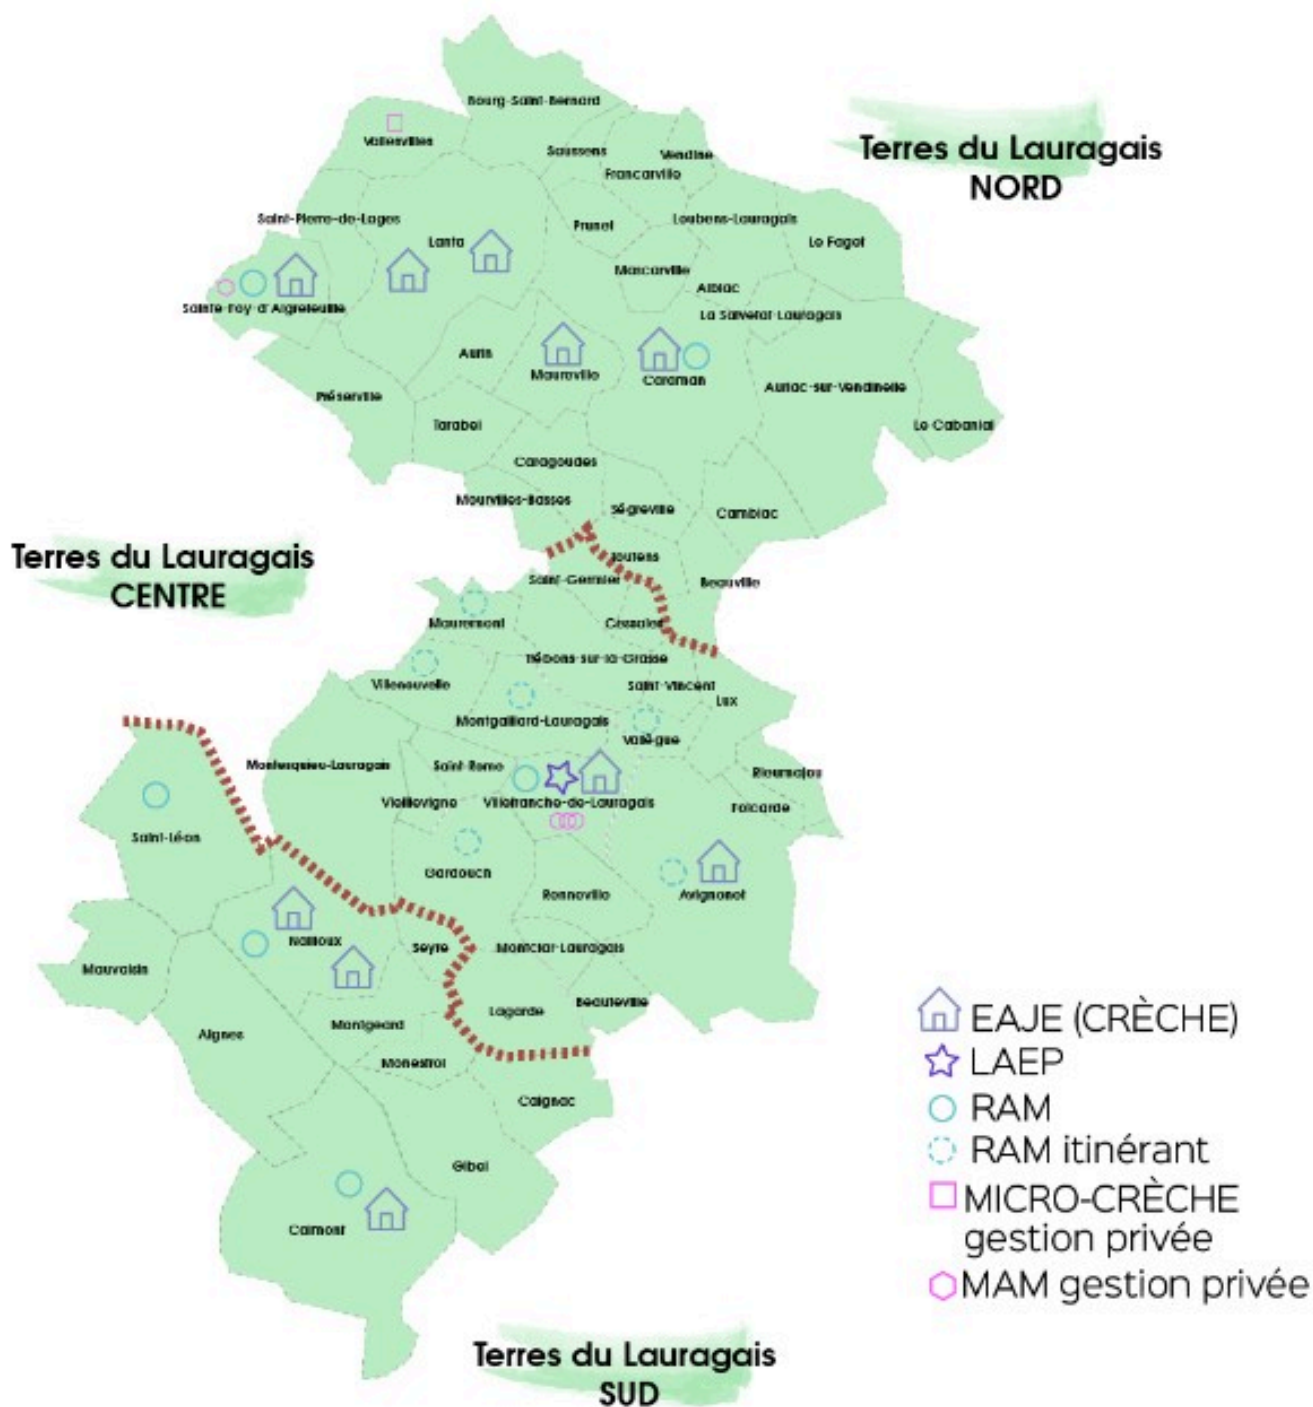 Bourg-Saint-Bernard
Terres du Lauragais
NORD
Vallesvilles
Saussens
Vendine
Francarville
Saint-Pierre-de-Lages
Prunet
Loubens-Lauragais
Lanta
Le Faget
Mascarville
Albiac
Sainte-Foy-d'Aigrefeuille
La Salvetat-Lauragais
Aurin
Maureville
Caraman
Auriac-sur-Vendinelle
Préserville
Tarabel
Le Cabanial
Caragoudes
Mourvilles-Basses
Ségreville
Cambiac
Terres du Lauragais
CENTRE
Toutens
Saint-Germier
Beauville
Mauremont
Cessales
Trébons-sur-la-Grasse
Villenouvelle
Saint-Vincent
Lux
Montgaillard-Lauragais
Vallègue
Montesquieu-Lauragais
Saint-Rome
Rieumajou
Vieillevigne
Villefranche-de-Lauragais
Folcarde
Saint-Léon
Gardouch
Renneville
Avignonet
Nailloux
Seyre
Montclar-Lauragais
Mauvaisin
Lagarde
Beauteville
Aignes
Montgeard
Monestrol
Caignac
Gibel
Calmont
EAJE (CRÈCHE)
LAEP
RAM
RAM itinérant
MICRO-CRÈCHE
gestion privée
MAM gestion privée
Terres du Lauragais
SUD